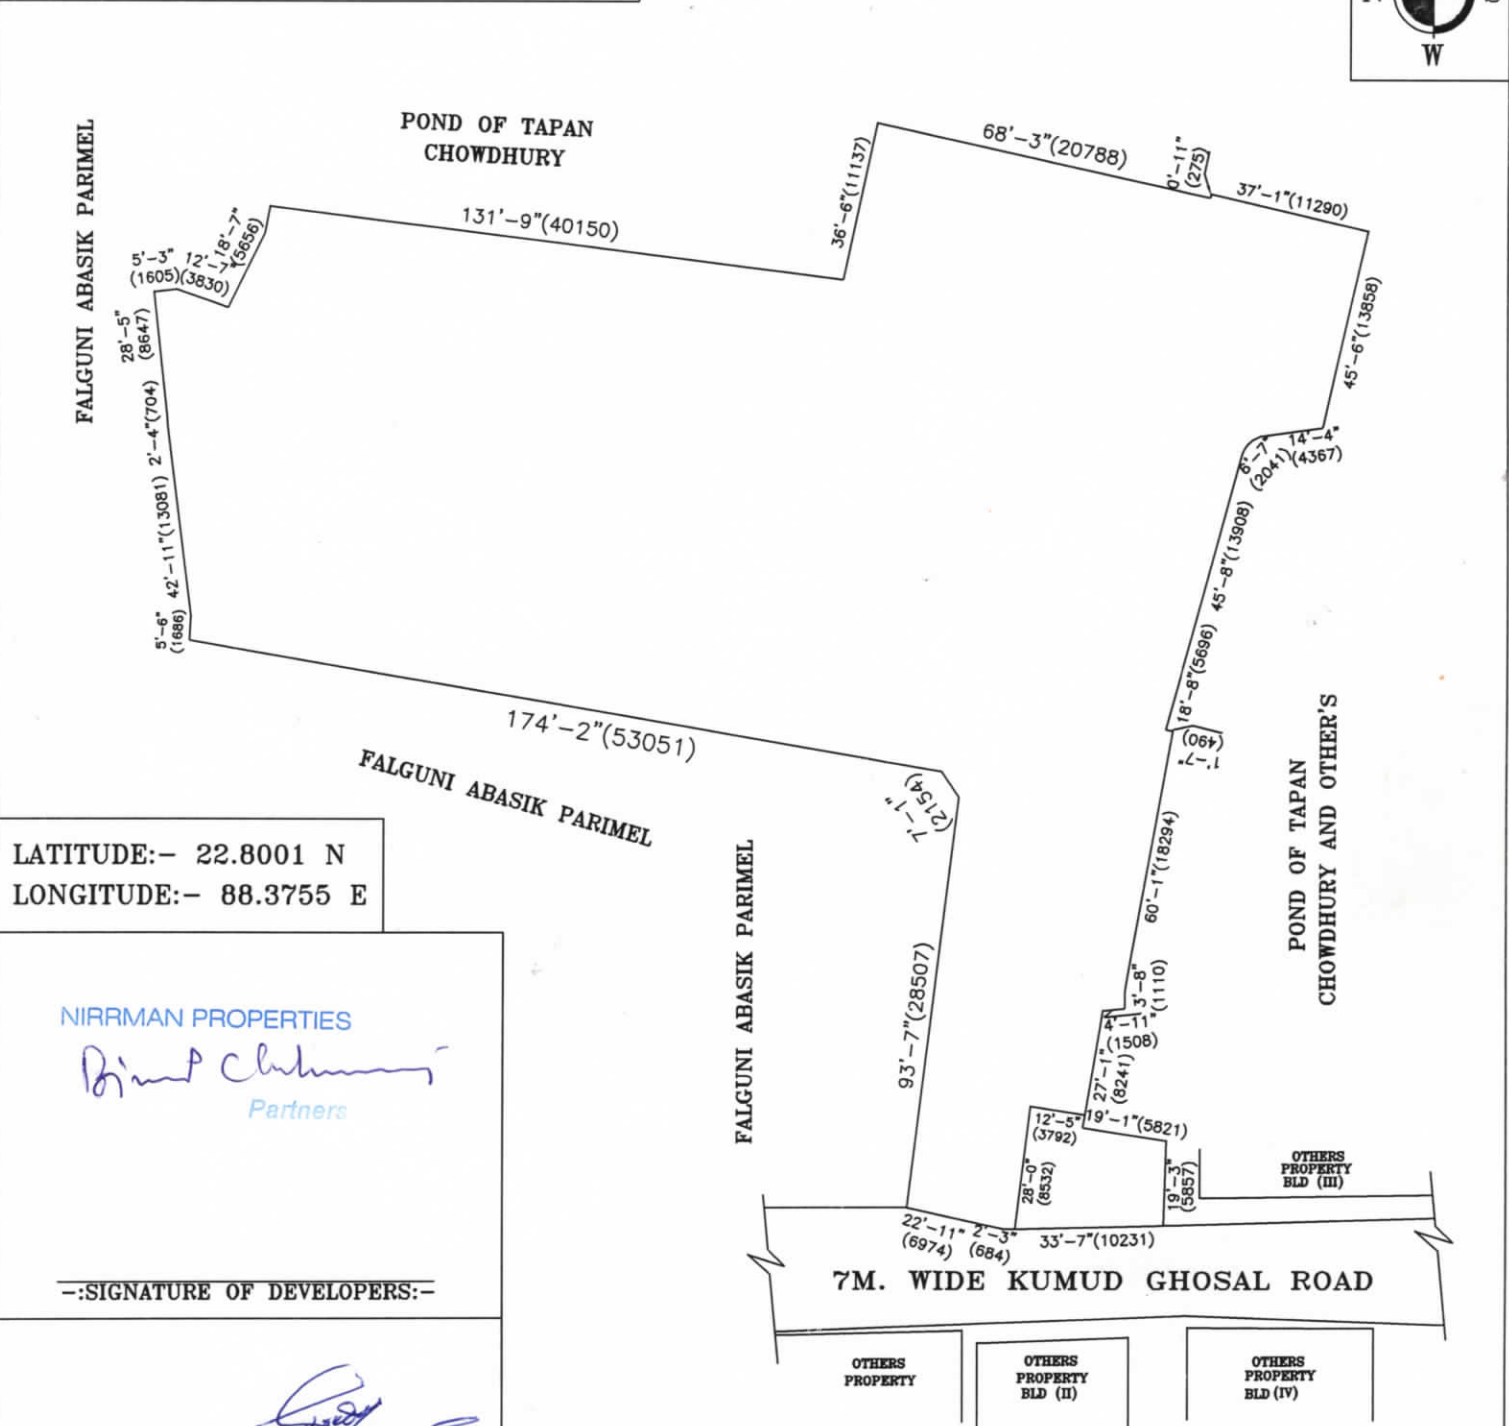 W
POND OF TAPAN
CHOWDHURY
FALGUNI ABASIK PARIMEL
68'-3"(20788)
0'-11"
(275)
37'-1"(11290)
36'-6"(11137)
131'-9"(40150)
18'-7"
(5656)
5'-3"
(1605)
12'-7"
(3830)
28'-5"
(8647)
2'-4"(704)
42'-11"(13081)
5'-6"
(1686)
45'-6"(13858)
14'-4"
(4367)
6'-7"
(2041)
45'-8"(13908)
18'-8"(5696)
1'-7"
(490)
174'-2"(53051)
FALGUNI ABASIK PARIMEL
7'-1"
(2154)
POND OF TAPAN
CHOWDHURY AND OTHER'S
60'-1"(18294)
LATITUDE:- 22.8001 N
LONGITUDE:- 88.3755 E
FALGUNI ABASIK PARIMEL
93'-7"(28507)
3'-8"
(1110)
4'-11"
(1508)
27'-1"
(8241)
NIRRMAN PROPERTIES
Partners
12'-5"
(3792)
19'-1"(5821)
28'-0"
(8532)
19'-3"
(5857)
OTHERS
PROPERTY
BLD (III)
22'-11"
(6974)
2'-3"
(684)
33'-7"(10231)
7M. WIDE KUMUD GHOSAL ROAD
-:SIGNATURE OF DEVELOPERS:-
OTHERS
PROPERTY
OTHERS
PROPERTY
BLD (II)
OTHERS
PROPERTY
BLD (IV)